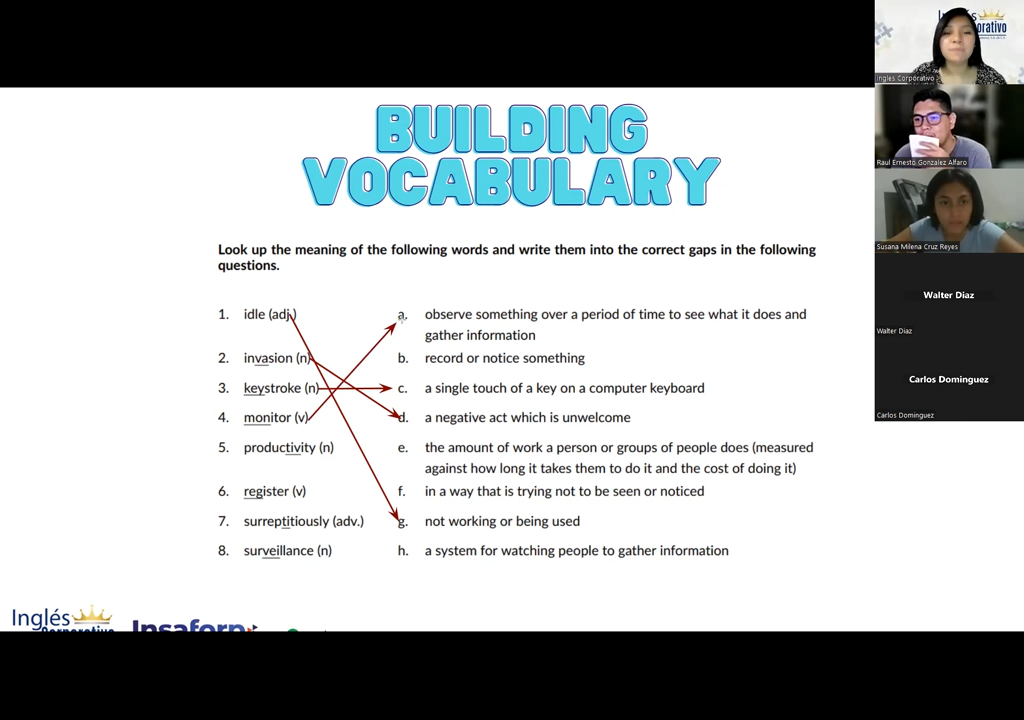 BUILDING
VOCABULARY
Look up the meaning of the following words and write them into the correct gaps in the following
questions.
1. idle (adj.)
2. invasion (n)
3. keystroke (n)
4. monitor (v)
5. productivity (n)
6. register (v)
7. surreptitiously (adv.)
8. surveillance (n)
a. observe something over a period of time to see what it does and
gather information
b. record or notice something
c. a single touch of a key on a computer keyboard
d. a negative act which is unwelcome
e. the amount of work a person or groups of people does (measured
against how long it takes them to do it and the cost of doing it)
f. in a way that is trying not to be seen or noticed
g. not working or being used
h. a system for watching people to gather information
Inglés
Corporativo
Insaforp
Inglés Corporativo
Raul Ernesto Gonzalez Alfaro
Susana Milena Cruz Reyes
Walter Diaz
Walter Diaz
Carlos Dominguez
Carlos Dominguez